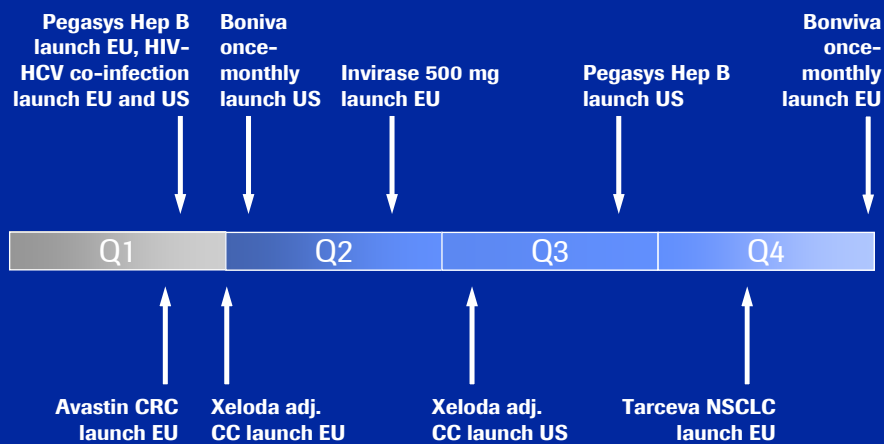 Pegasys Hep B
launch EU, HIV-
HCV co-infection
launch EU and US
Boniva
once-
monthly
launch US
Invirase 500 mg
launch EU
Pegasys Hep B
launch US
Bonviva
once-
monthly
launch EU
Q1
Q2
Q3
Q4
Avastin CRC
launch EU
Xeloda adj.
CC launch EU
Xeloda adj.
CC launch US
Tarceva NSCLC
launch EU